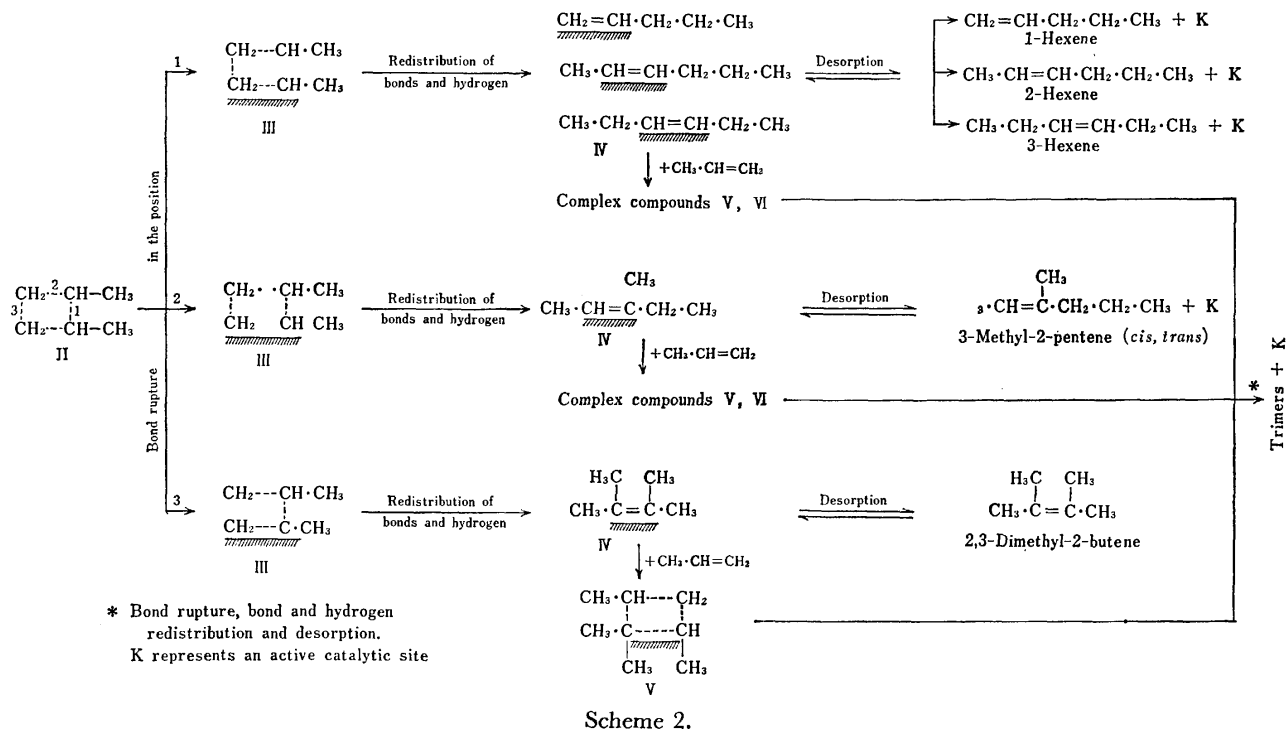 CH₂=CH·CH₂·CH₂·CH₃
CH₂=CH·CH₂·CH₂·CH₃ + K
1-Hexene
1
CH₂---CH·CH₃
CH₂---CH·CH₃
III
Redistribution of
bonds and hydrogen
CH₃·CH=CH·CH₂·CH₂·CH₃
Desorption
CH₃·CH=CH·CH₂·CH₂·CH₃ + K
2-Hexene
CH₃·CH₂·CH=CH·CH₂·CH₃
IV
CH₃·CH₂·CH=CH·CH₂·CH₃ + K
3-Hexene
+CH₃·CH=CH₂
Complex compounds V, VI
in the position
Bond rupture
CH₂--CH—CH₃
CH₂--CH—CH₃
1
2
3
II
2
CH₂· ·CH·CH₃
CH₂ CH CH₃
III
Redistribution of
bonds and hydrogen
CH₃
CH₃·CH=C·CH₂·CH₃
IV
Desorption
CH₃
₃·CH=C·CH₂·CH₂·CH₃ + K
3-Methyl-2-pentene (cis, trans)
+CH₃·CH=CH₂
Complex compounds V, VI
*
Trimers + K
3
CH₂---CH·CH₃
CH₂---C·CH₃
III
Redistribution of
bonds and hydrogen
H₃C CH₃
CH₃·C=C·CH₃
IV
Desorption
H₃C CH₃
CH₃·C=C·CH₃
2,3-Dimethyl-2-butene
+CH₃·CH=CH₂
CH₃·CH----CH₂
CH₃·C-----CH
CH₃ CH₃
V
* Bond rupture, bond and hydrogen
redistribution and desorption.
K represents an active catalytic site
Scheme 2.